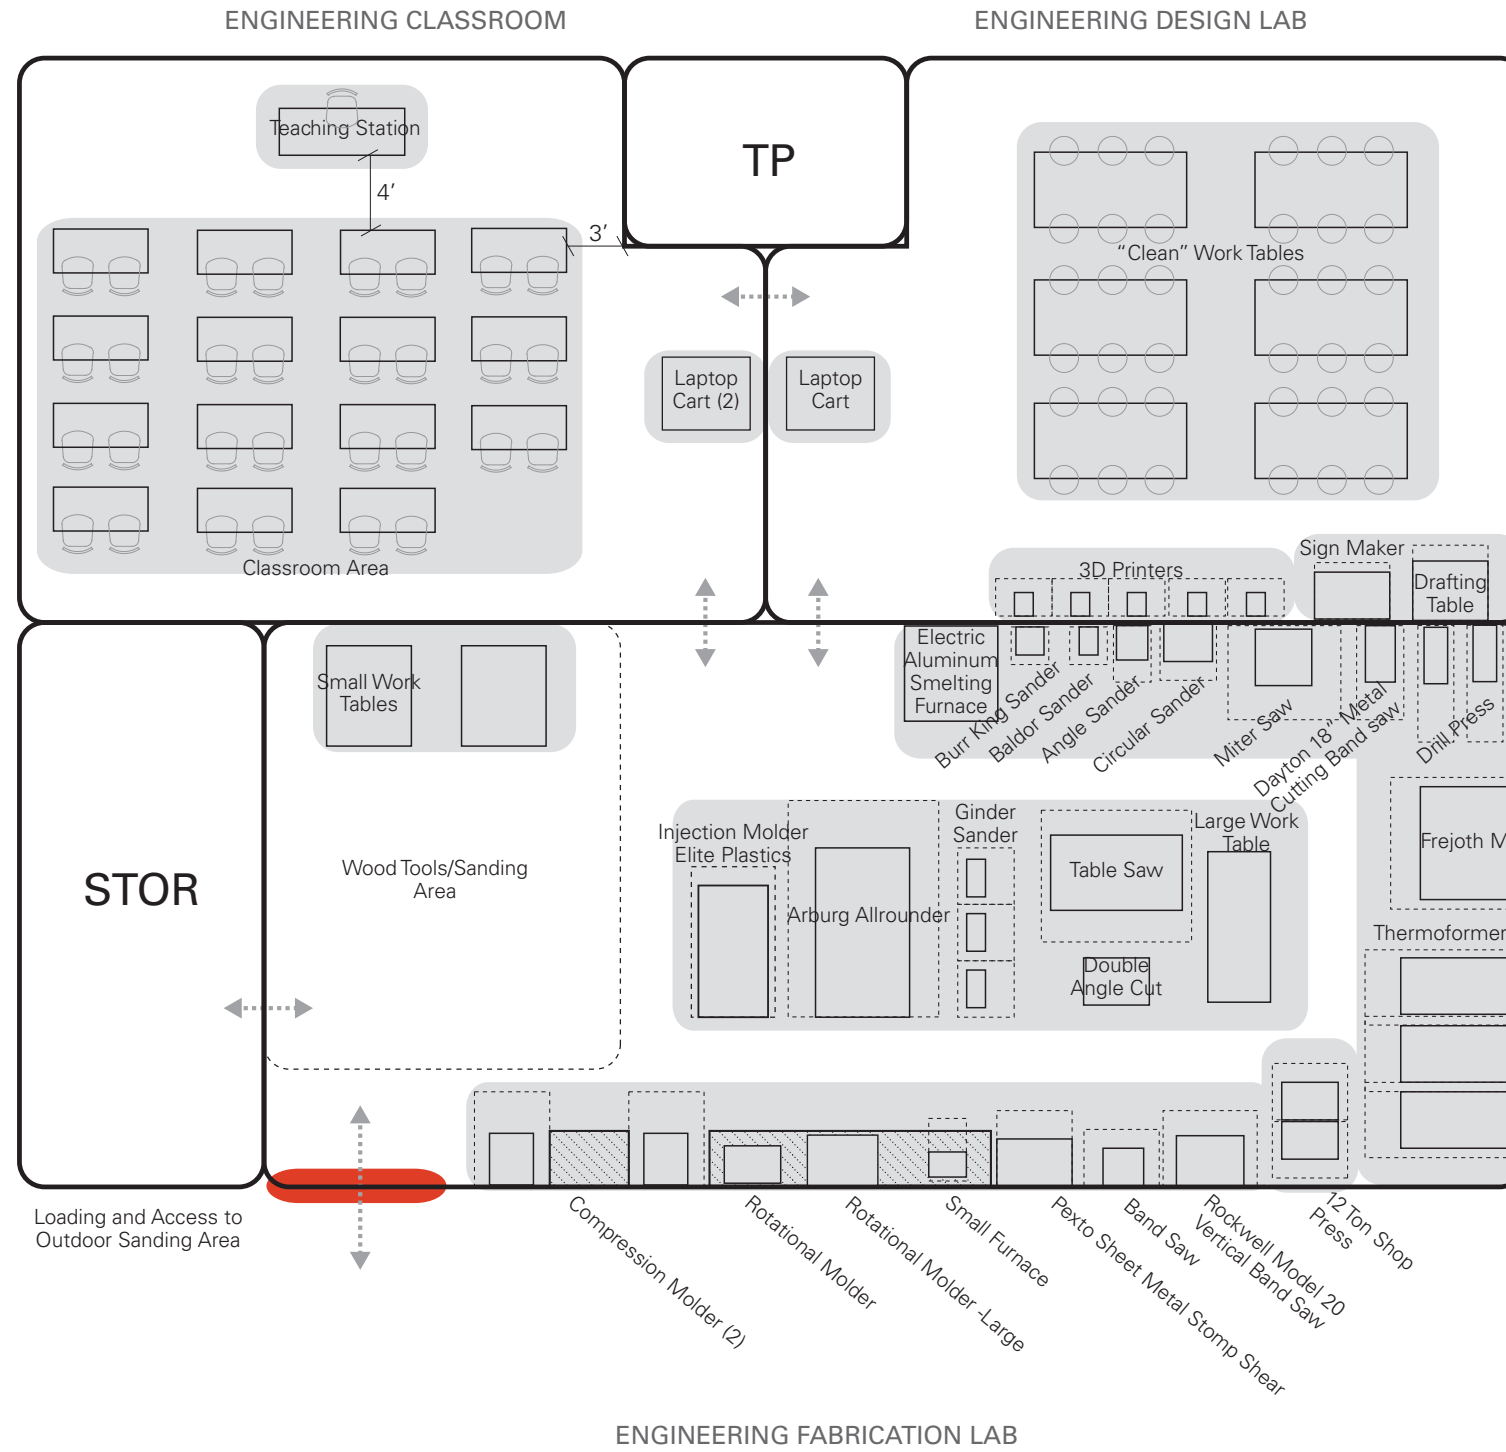 ENGINEERING CLASSROOM
ENGINEERING DESIGN LAB
Teaching Station
TP
4’
3’
“Clean” Work Tables
Laptop
Cart (2)
Laptop
Cart
Classroom Area
Sign Maker
3D Printers
Drafting
Table
Electric
Aluminum
Smelting
Furnace
Small Work
Tables
Burr King Sander
Baldor Sander
Angle Sander
Circular Sander
Miter Saw
Dayton 18" Metal
Cutting Band saw
Drill Press
Ginder
Sander
Injection Molder
Elite Plastics
Large Work
Table
Frejoth M
Wood Tools/Sanding
Area
STOR
Table Saw
Arburg Allrounder
Thermoformer
Double
Angle Cut
Loading and Access to
Outdoor Sanding Area
Compression Molder (2)
Rotational Molder
Rotational Molder -Large
Small Furnace
Pexto Sheet Metal Stomp Shear
Band Saw
Rockwell Model 20
Vertical Band Saw
12 Ton Shop
Press
ENGINEERING FABRICATION LAB